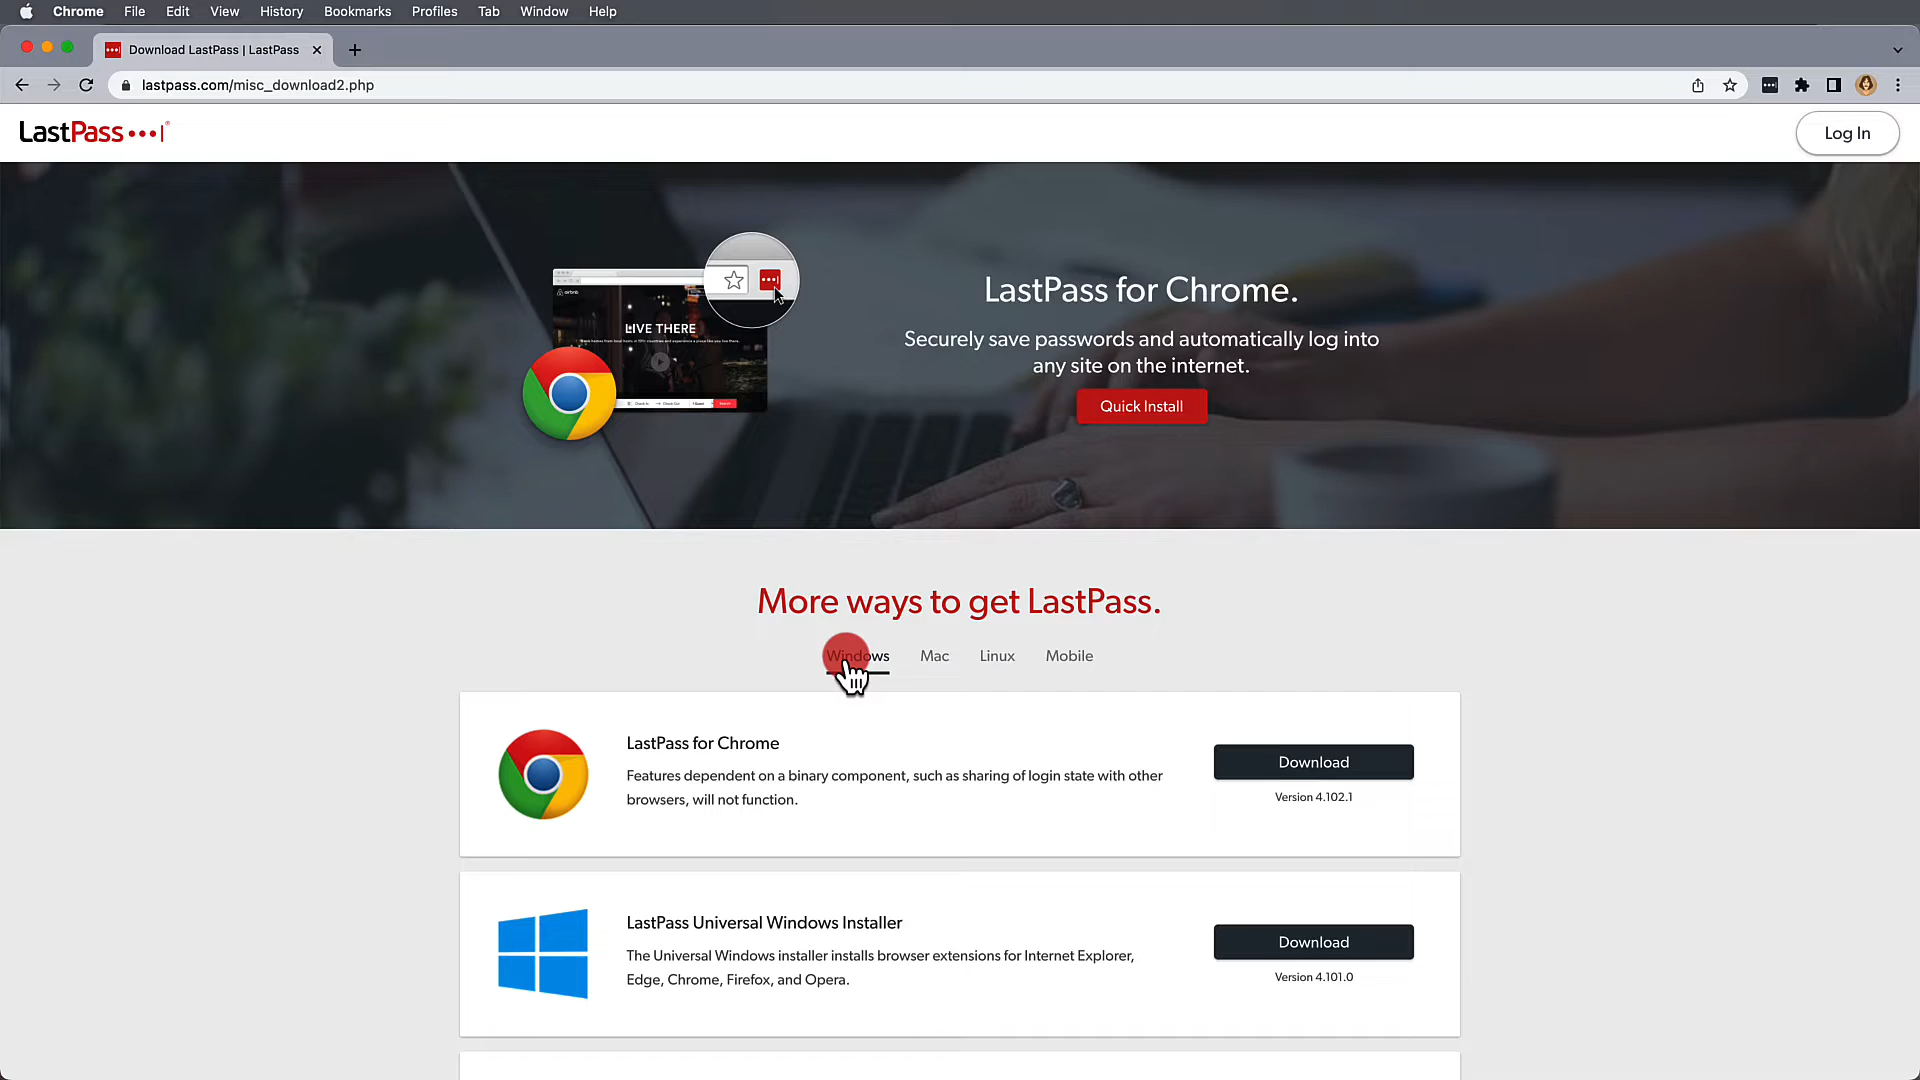 Chrome File Edit View History Bookmarks Profiles Tab Window Help
Download LastPass | LastPass
lastpass.com/misc_download2.php
LastPass
Log In
airbnb
LIVE THERE
LastPass for Chrome.
Securely save passwords and automatically log into
any site on the internet.
Quick Install
More ways to get LastPass.
Windows Mac Linux Mobile
LastPass for Chrome
Features dependent on a binary component, such as sharing of login state with other
browsers, will not function.
Download
Version 4.102.1
LastPass Universal Windows Installer
The Universal Windows installer installs browser extensions for Internet Explorer,
Edge, Chrome, Firefox, and Opera.
Download
Version 4.101.0